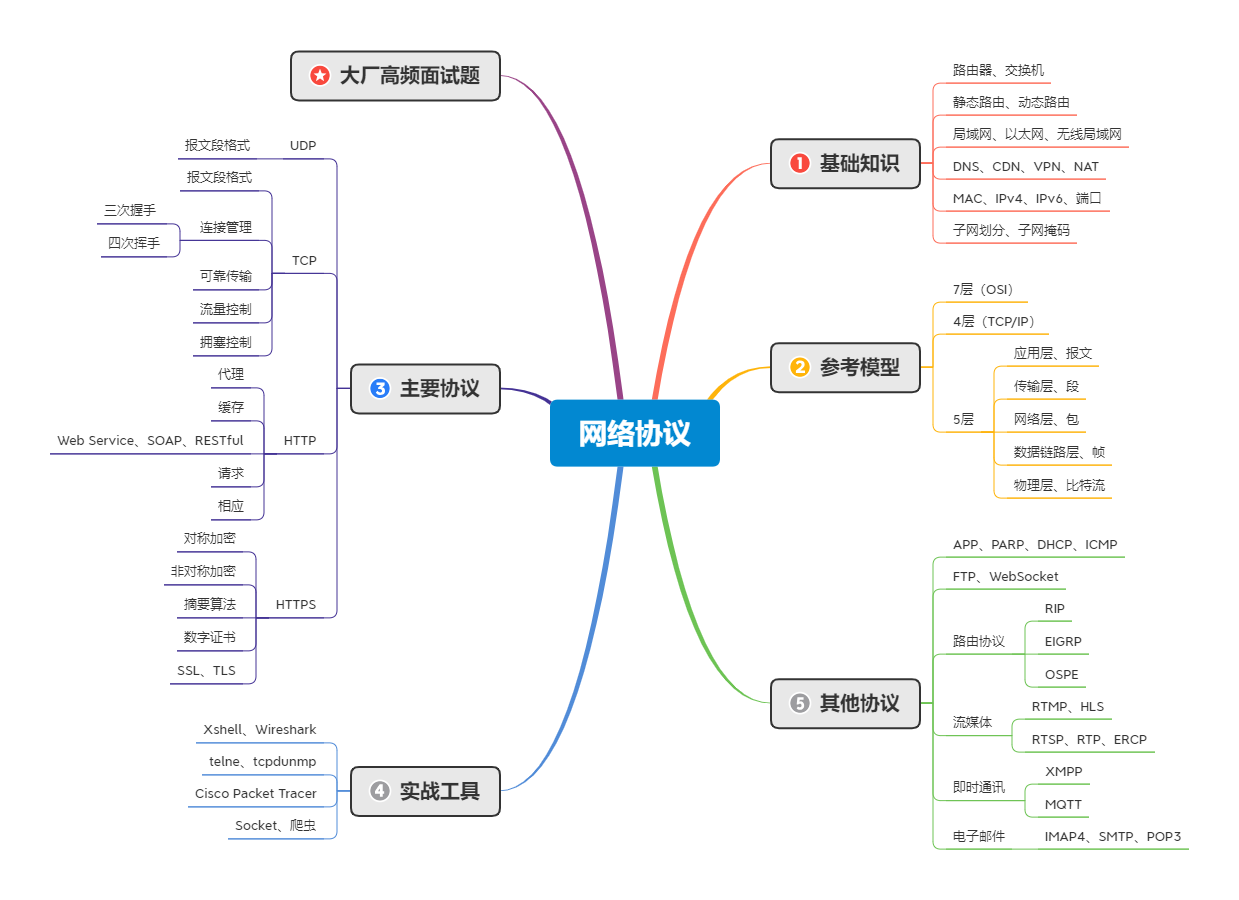 网络协议
大厂高频面试题
1 基础知识
路由器、交换机
静态路由、动态路由
局域网、以太网、无线局域网
DNS、CDN、VPN、NAT
MAC、IPv4、IPv6、端口
子网划分、子网掩码
2 参考模型
7层（OSI）
4层（TCP/IP）
5层
应用层、报文
传输层、段
网络层、包
数据链路层、帧
物理层、比特流
3 主要协议
UDP
报文段格式
TCP
报文段格式
连接管理
三次握手
四次挥手
可靠传输
流量控制
拥塞控制
HTTP
代理
缓存
Web Service、SOAP、RESTful
请求
相应
HTTPS
对称加密
非对称加密
摘要算法
数字证书
SSL、TLS
4 实战工具
Xshell、Wireshark
telne、tcpdunmp
Cisco Packet Tracer
Socket、爬虫
5 其他协议
APP、PARP、DHCP、ICMP
FTP、WebSocket
路由协议
RIP
EIGRP
OSPE
流媒体
RTMP、HLS
RTSP、RTP、ERCP
即时通讯
XMPP
MQTT
电子邮件
IMAP4、SMTP、POP3